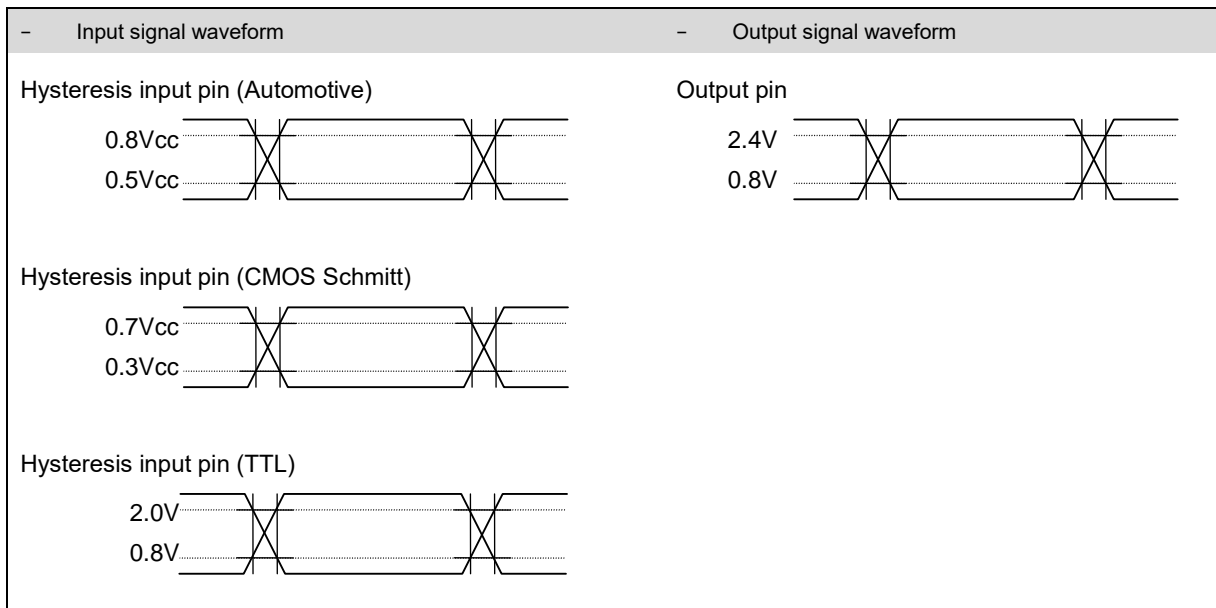 – Input signal waveform
– Output signal waveform
Hysteresis input pin (Automotive)
0.8Vcc
0.5Vcc
Output pin
2.4V
0.8V
Hysteresis input pin (CMOS Schmitt)
0.7Vcc
0.3Vcc
Hysteresis input pin (TTL)
2.0V
0.8V